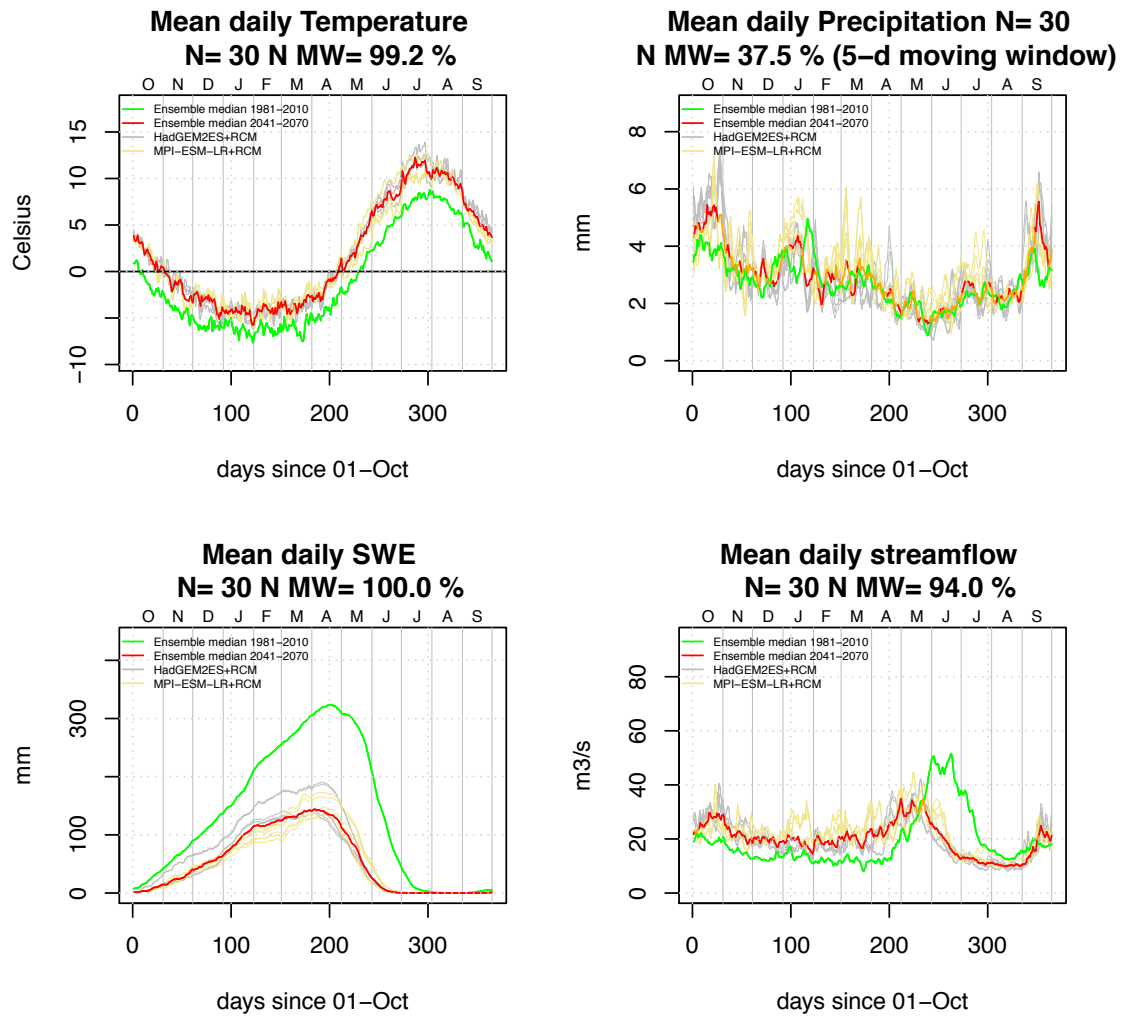 Mean daily Temperature
N= 30 N MW= 99.2 %
O N D J F M A M J J A S
Ensemble median 1981−2010
Ensemble median 2041−2070
HadGEM2ES+RCM
MPI−ESM−LR+RCM
Celsius
15
10
5
0
−10
0 100 200 300
days since 01−Oct
Mean daily Precipitation N= 30
N MW= 37.5 % (5−d moving window)
O N D J F M A M J J A S
Ensemble median 1981−2010
Ensemble median 2041−2070
HadGEM2ES+RCM
MPI−ESM−LR+RCM
mm
8
6
4
2
0
0 100 200 300
days since 01−Oct
Mean daily SWE
N= 30 N MW= 100.0 %
O N D J F M A M J J A S
Ensemble median 1981−2010
Ensemble median 2041−2070
HadGEM2ES+RCM
MPI−ESM−LR+RCM
mm
300
100
0
0 100 200 300
days since 01−Oct
Mean daily streamflow
N= 30 N MW= 94.0 %
O N D J F M A M J J A S
Ensemble median 1981−2010
Ensemble median 2041−2070
HadGEM2ES+RCM
MPI−ESM−LR+RCM
m3/s
80
60
40
20
0
0 100 200 300
days since 01−Oct